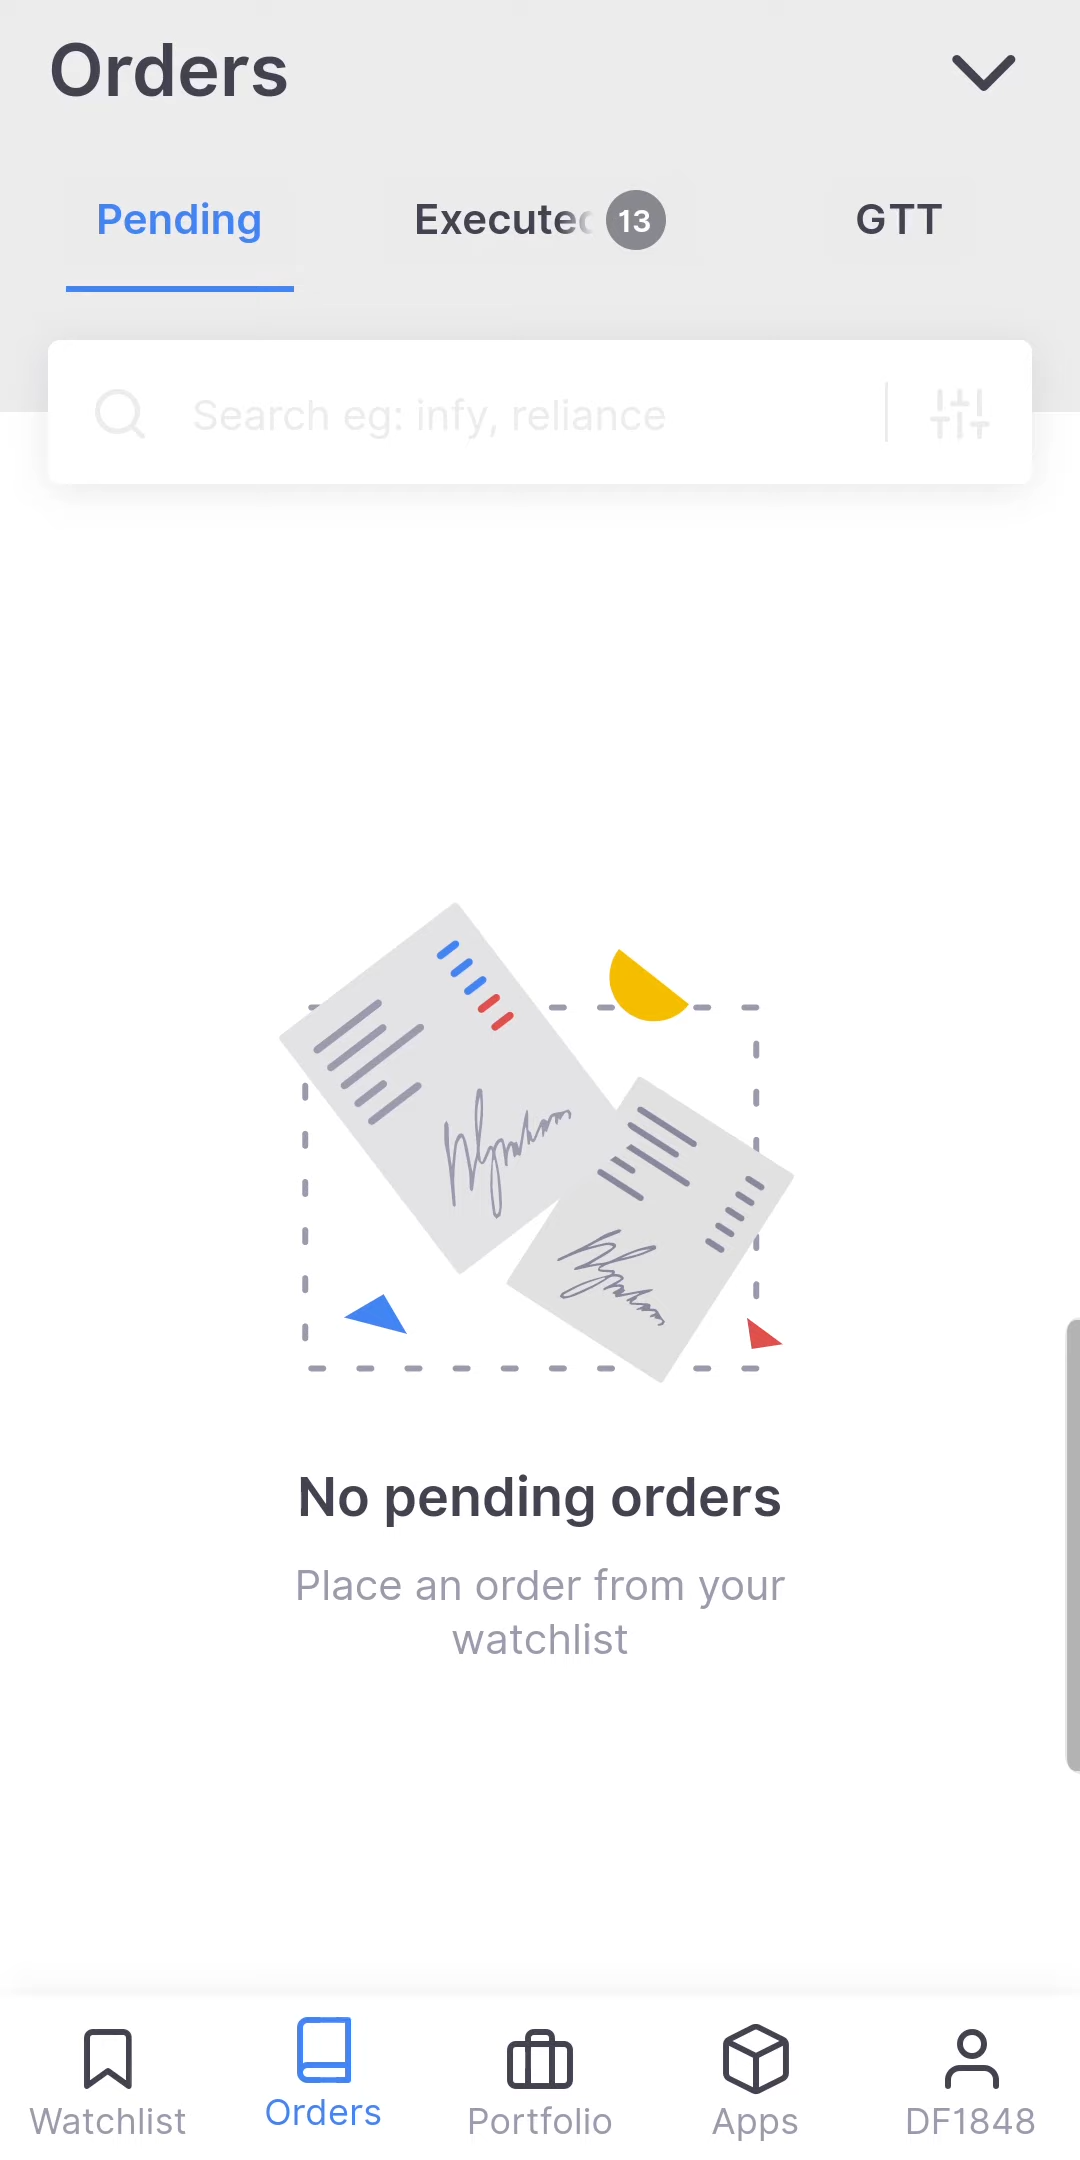 Orders
Pending Executed 13 GTT
Search eg: infy, reliance
No pending orders
Place an order from your
watchlist
Watchlist Orders Portfolio Apps DF1848